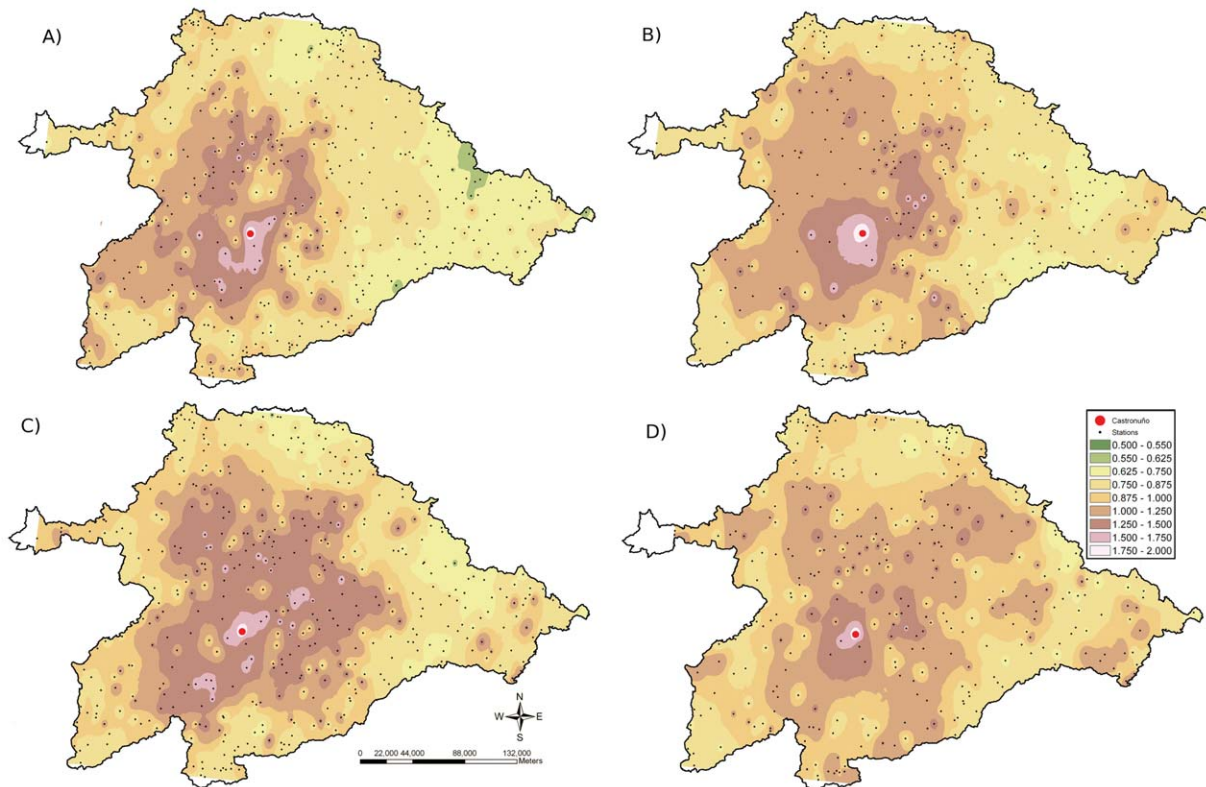 A)
B)
C)
D)
Castronuño
Stations
0.500 - 0.550
0.550 - 0.625
0.625 - 0.750
0.750 - 0.875
0.875 - 1.000
1.000 - 1.250
1.250 - 1.500
1.500 - 1.750
1.750 - 2.000
N
W E
S
0 22,000 44,000 88,000 132,000
Meters